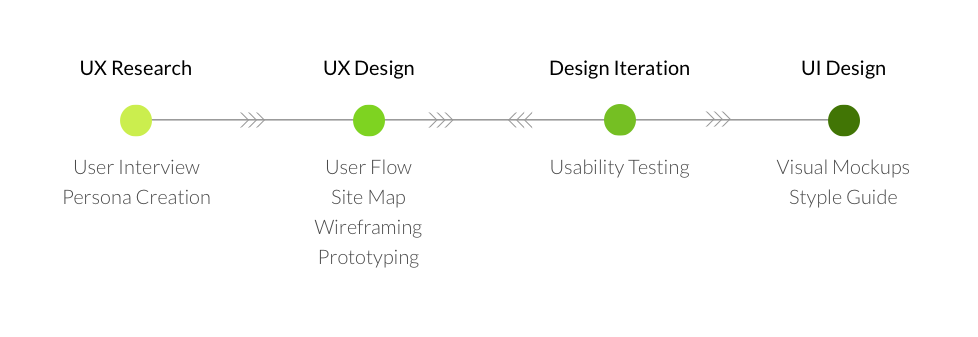 UX Research
User Interview
Persona Creation
UX Design
User Flow
Site Map
Wireframing
Prototyping
Design Iteration
Usability Testing
UI Design
Visual Mockups
Styple Guide